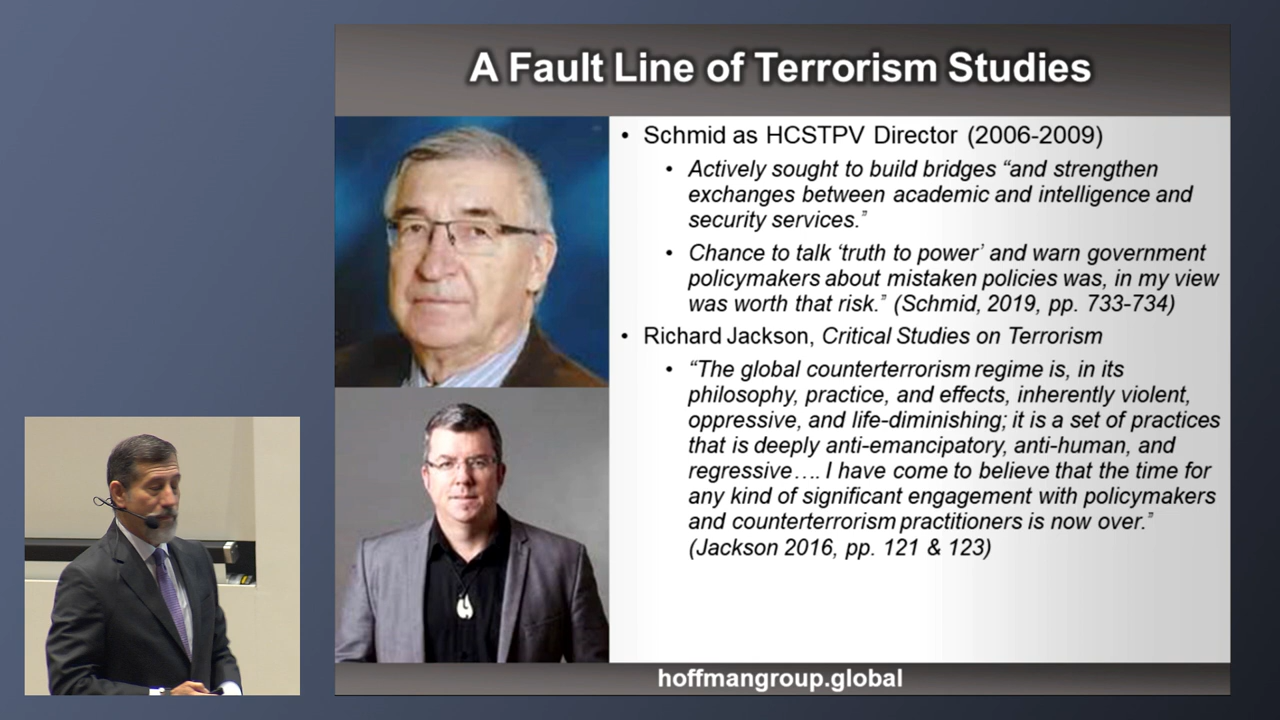 A Fault Line of Terrorism Studies
• Schmid as HCSTPV Director (2006-2009)
• Actively sought to build bridges “and strengthen
exchanges between academic and intelligence and
security services.”
• Chance to talk ‘truth to power’ and warn government
policymakers about mistaken policies was, in my view
was worth that risk.” (Schmid, 2019, pp. 733-734)
• Richard Jackson, Critical Studies on Terrorism
• “The global counterterrorism regime is, in its
philosophy, practice, and effects, inherently violent,
oppressive, and life-diminishing; it is a set of practices
that is deeply anti-emancipatory, anti-human, and
regressive…. I have come to believe that the time for
any kind of significant engagement with policymakers
and counterterrorism practitioners is now over.”
(Jackson 2016, pp. 121 & 123)
hoffmangroup.global